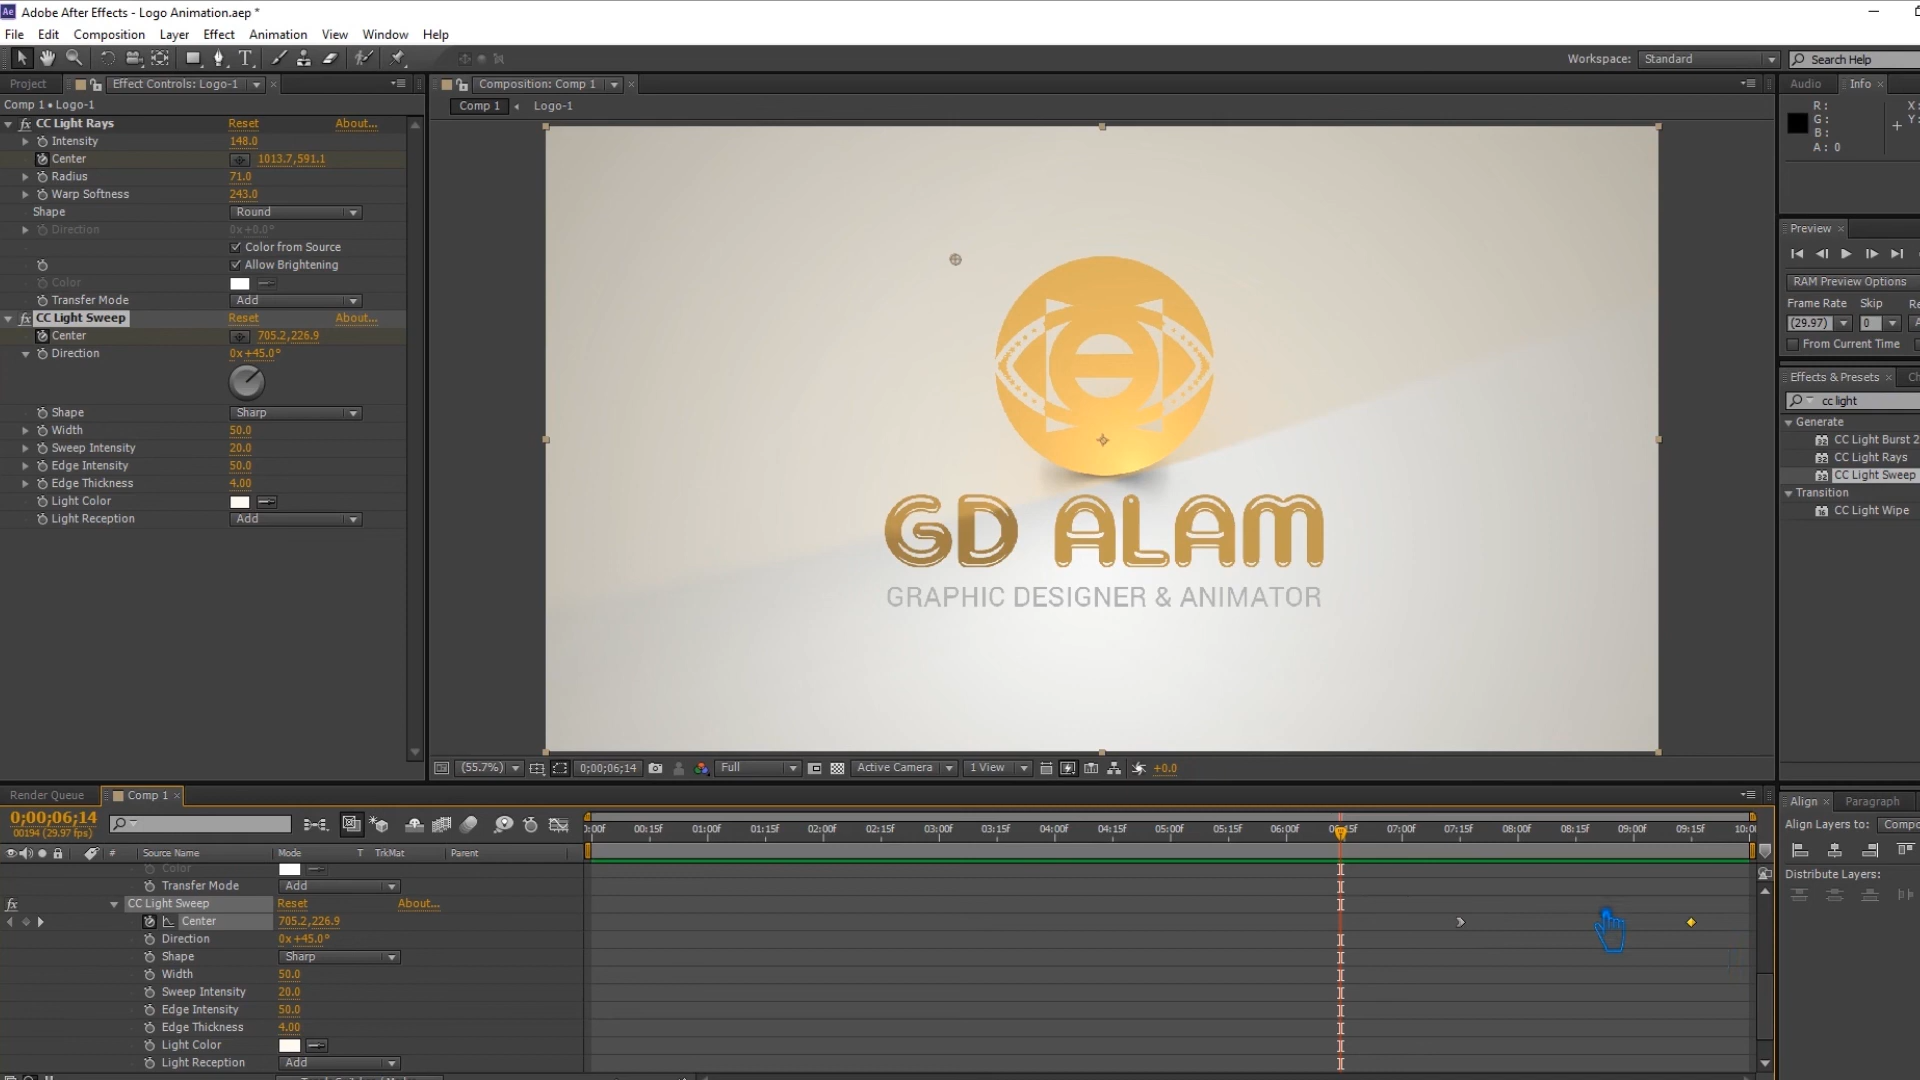 Ae Adobe After Effects - Logo Animation.aep *
File Edit Composition Layer Effect Animation View Window Help
Workspace: Standard Search Help
Project Effect Controls: Logo-1 Composition: Comp 1 Audio Info
Comp 1 • Logo-1 Comp 1 Logo-1
R:
G:
B:
A: 0
X:
Y:
fx CC Light Rays Reset About...
Intensity 148.0
Center 1013.7,591.1
Radius 71.0
Warp Softness 243.0
Shape Round
Direction 0x+0.0°
Color from Source
Allow Brightening
Color
Transfer Mode Add
fx CC Light Sweep Reset About...
Center 705.2,226.9
Direction 0x+45.0°
Shape Sharp
Width 50.0
Sweep Intensity 20.0
Edge Intensity 50.0
Edge Thickness 4.00
Light Color
Light Reception Add
GD ALAM
GRAPHIC DESIGNER & ANIMATOR
Preview
RAM Preview Options
Frame Rate Skip Re
(29.97) 0
From Current Time
Effects & Presets
cc light
Generate
CC Light Burst 2
CC Light Rays
CC Light Sweep
Transition
CC Light Wipe
(55.7%) 0;00;06;14 Full Active Camera 1 View +0.0
Render Queue Comp 1
0;00;06;14
00194 (29.97 fps)
:00f 00:15f 01:00f 01:15f 02:00f 02:15f 03:00f 03:15f 04:00f 04:15f 05:00f 05:15f 06:00f 07:00f 07:15f 08:00f 08:15f 09:00f 09:15f 10:0
# Source Name Mode T TrkMat Parent
Color
Transfer Mode Add
fx CC Light Sweep Reset About...
Center 705.2,226.9
Direction 0x+45.0°
Shape Sharp
Width 50.0
Sweep Intensity 20.0
Edge Intensity 50.0
Edge Thickness 4.00
Light Color
Light Reception Add
Align Paragraph
Align Layers to: Compo
Distribute Layers: